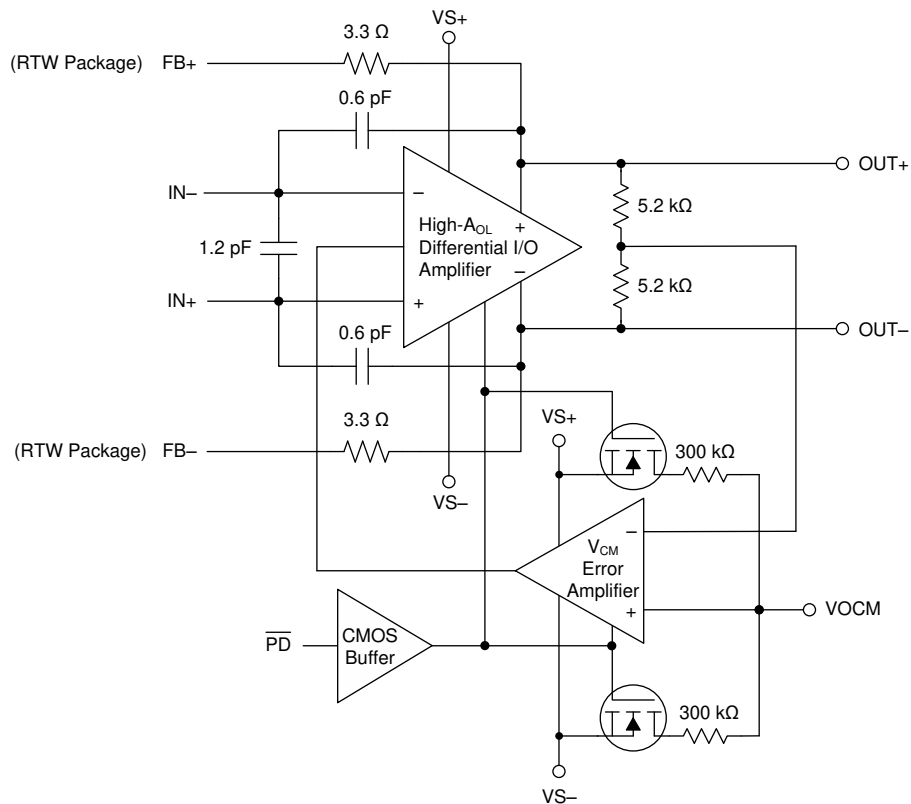 VS+
3.3 Ω
(RTW Package) FB+
0.6 pF
OUT+
IN–
–
High-AOL
Differential I/O
Amplifier
+
–
5.2 kΩ
1.2 pF
5.2 kΩ
IN+
+
OUT–
0.6 pF
3.3 Ω
VS+
(RTW Package) FB–
300 kΩ
VS–
–
VCM
Error
Amplifier
+
VOCM
PD
CMOS
Buffer
300 kΩ
VS–